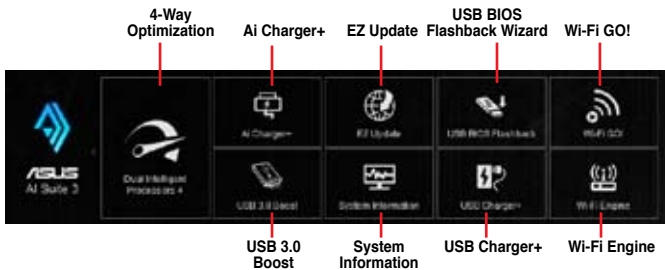 4-Way
Optimization
Ai Charger+
EZ Update
USB BIOS
Flashback Wizard
Wi-Fi GO!
ASUS
AI Suite 3
Dual Intelligent
Processors 4
Ai Charger+
EZ Update
USB BIOS Flashback
Wi-Fi GO!
USB 3.0 Boost
System Information
USB Charger+
Wi-Fi Engine
USB 3.0
Boost
System
Information
USB Charger+
Wi-Fi Engine